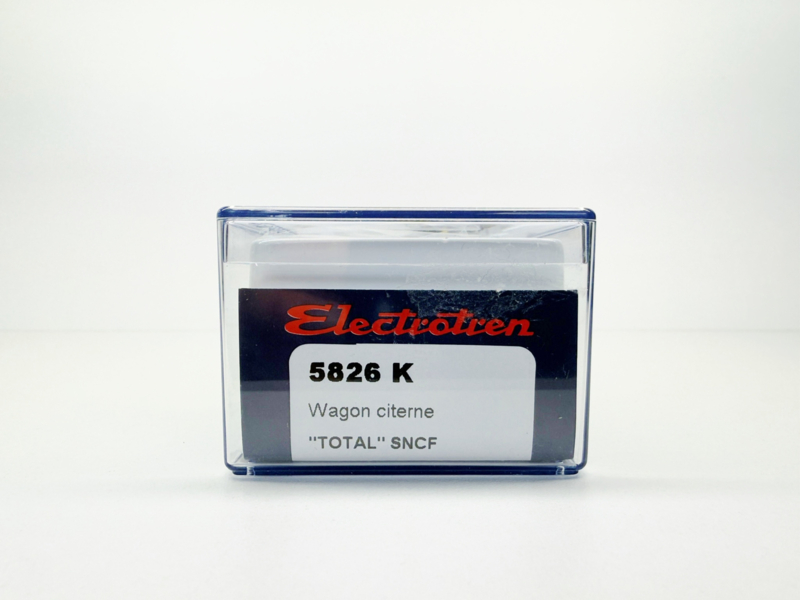 Electrotren
5826 K
Wagon citerne
"TOTAL" SNCF